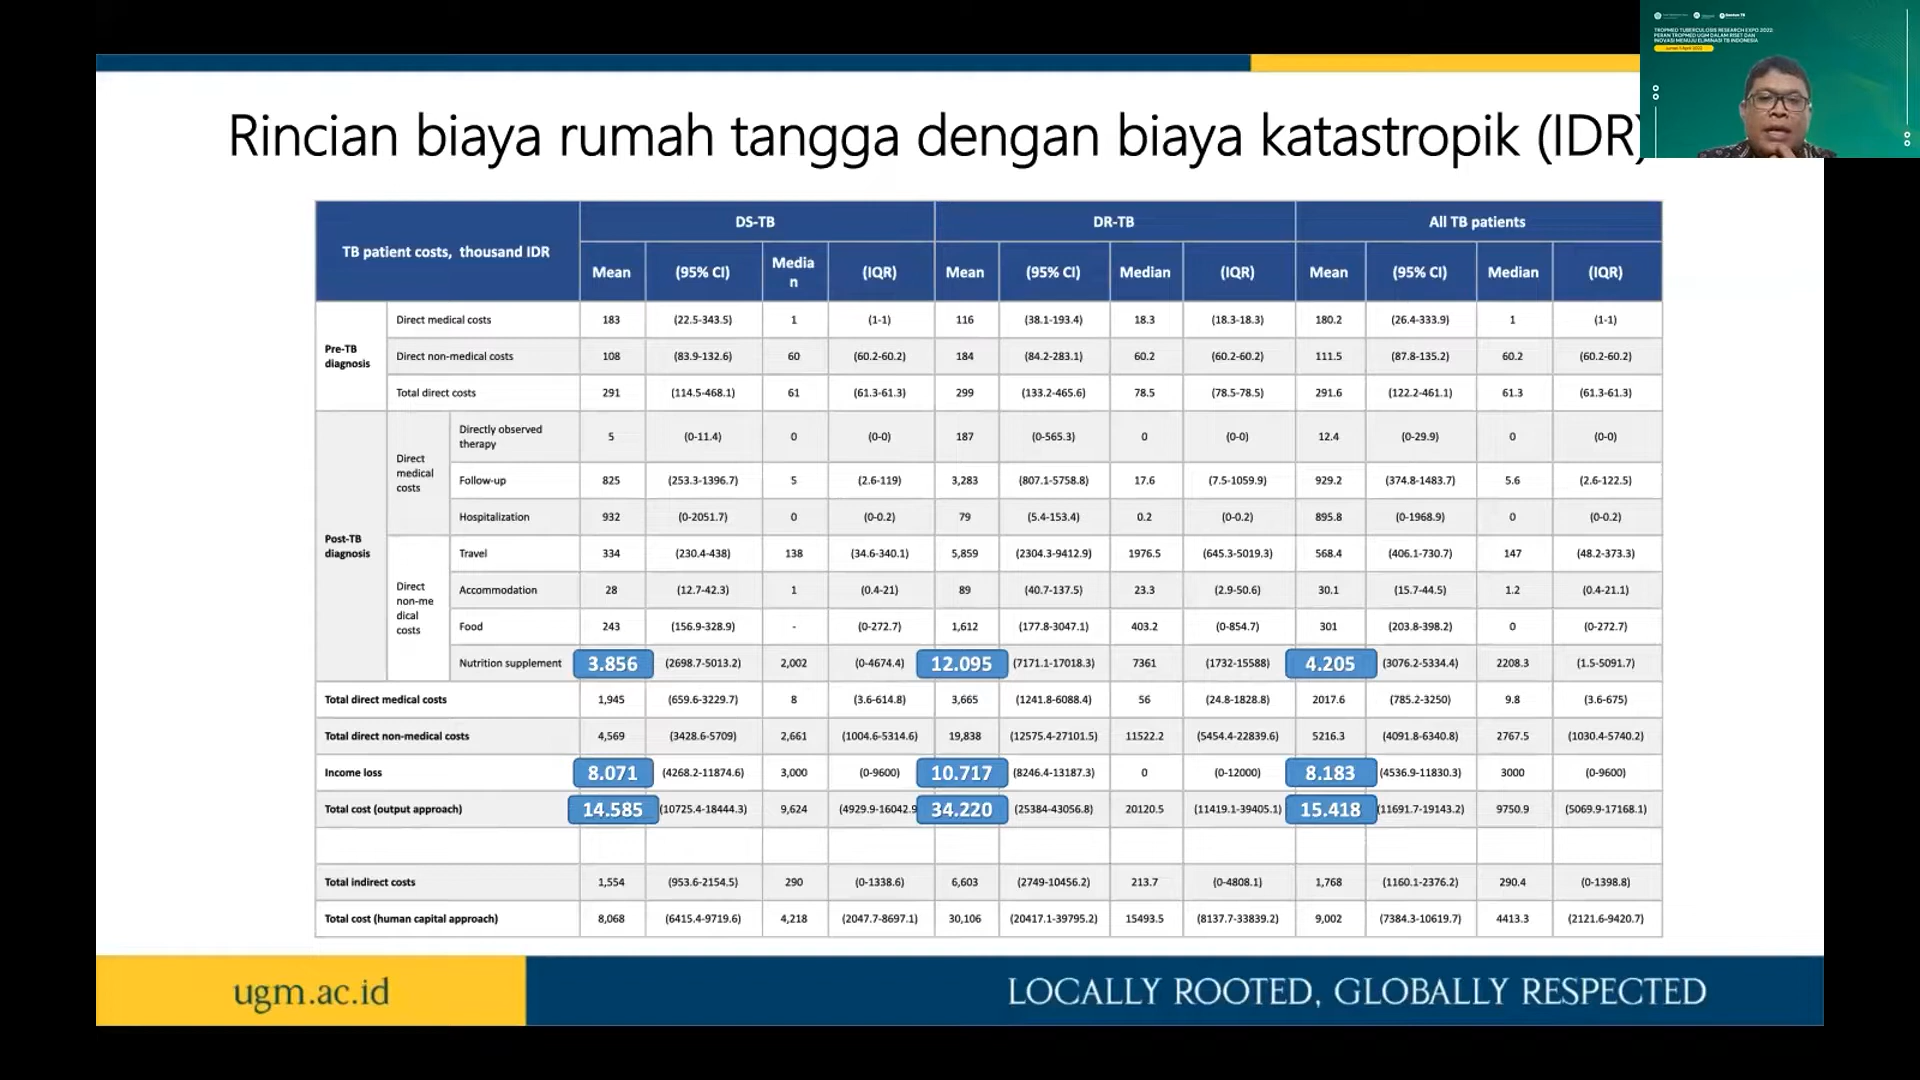 TROPMED TUBERCULOSIS RESEARCH EXPO 2022:
PERAN TROPMED UGM DALAM RISET DAN
INOVASI MENUJU ELIMINASI TB INDONESIA
Rincian biaya rumah tangga dengan biaya katastropik (IDR)
TB patient costs, thousand IDR DS-TB DR-TB All TB patients
Mean (95% CI) Media
n (IQR) Mean (95% CI) Median (IQR) Mean (95% CI) Median (IQR)
Pre-TB
diagnosis
Direct medical costs 183 (22.5-343.5) 1 (1-1) 116 (38.1-193.4) 18.3 (18.3-18.3) 180.2 (26.4-333.9) 1 (1-1)
Direct non-medical costs 108 (83.9-132.6) 60 (60.2-60.2) 184 (84.2-283.1) 60.2 (60.2-60.2) 111.5 (87.8-135.2) 60.2 (60.2-60.2)
Total direct costs 291 (114.5-468.1) 61 (61.3-61.3) 299 (133.2-465.6) 78.5 (78.5-78.5) 291.6 (122.2-461.1) 61.3 (61.3-61.3)
Post-TB
diagnosis
Direct
medical
costs
Directly observed
therapy 5 (0-11.4) 0 (0-0) 187 (0-565.3) 0 (0-0) 12.4 (0-29.9) 0 (0-0)
Follow-up 825 (253.3-1396.7) 5 (2.6-119) 3,283 (807.1-5758.8) 17.6 (7.5-1059.9) 929.2 (374.8-1483.7) 5.6 (2.6-122.5)
Hospitalization 932 (0-2051.7) 0 (0-0.2) 79 (5.4-153.4) 0.2 (0-0.2) 895.8 (0-1968.9) 0 (0-0.2)
Direct
non-me
dical
costs
Travel 334 (230.4-438) 138 (34.6-340.1) 5,859 (2304.3-9412.9) 1976.5 (645.3-5019.3) 568.4 (406.1-730.7) 147 (48.2-373.3)
Accommodation 28 (12.7-42.3) 1 (0.4-21) 89 (40.7-137.5) 23.3 (2.9-50.6) 30.1 (15.7-44.5) 1.2 (0.4-21.1)
Food 243 (156.9-328.9) - (0-272.7) 1,612 (177.8-3047.1) 403.2 (0-854.7) 301 (203.8-398.2) 0 (0-272.7)
Nutrition supplement 3.856 (2698.7-5013.2) 2,002 (0-4674.4) 12.095 (7171.1-17018.3) 7361 (1732-15588) 4.205 (3076.2-5334.4) 2208.3 (1.5-5091.7)
Total direct medical costs 1,945 (659.6-3229.7) 8 (3.6-614.8) 3,665 (1241.8-6088.4) 56 (24.8-1828.8) 2017.6 (785.2-3250) 9.8 (3.6-675)
Total direct non-medical costs 4,569 (3428.6-5709) 2,661 (1004.6-5314.6) 19,838 (12575.4-27101.5) 11522.2 (5454.4-22839.6) 5216.3 (4091.8-6340.8) 2767.5 (1030.4-5740.2)
Income loss 8.071 (4268.2-11874.6) 3,000 (0-9600) 10.717 (8246.4-13187.3) 0 (0-12000) 8.183 (4536.9-11830.3) 3000 (0-9600)
Total cost (output approach) 14.585 (10725.4-18444.3) 9,624 (4929.9-16042.9 34.220 (25384-43056.8) 20120.5 (11419.1-39405.1) 15.418 (11691.7-19143.2) 9750.9 (5069.9-17168.1)
Total indirect costs 1,554 (953.6-2154.5) 290 (0-1338.6) 6,603 (2749-10456.2) 213.7 (0-4808.1) 1,768 (1160.1-2376.2) 290.4 (0-1398.8)
Total cost (human capital approach) 8,068 (6415.4-9719.6) 4,218 (2047.7-8697.1) 30,106 (20417.1-39795.2) 15493.5 (8137.7-33839.2) 9,002 (7384.3-10619.7) 4413.3 (2121.6-9420.7)
ugm.ac.id
LOCALLY ROOTED, GLOBALLY RESPECTED